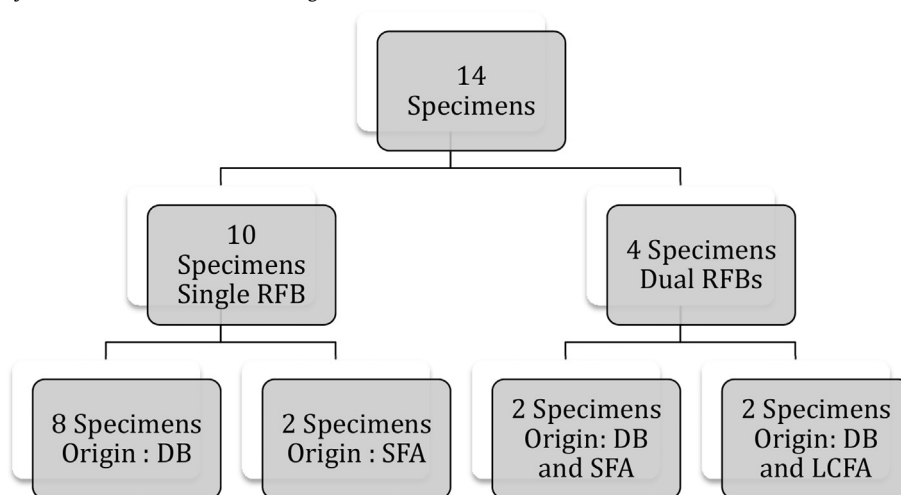 14
Specimens
10
Specimens
Single RFB
4 Specimens
Dual RFBs
8 Specimens
Origin : DB
2 Specimens
Origin : SFA
2 Specimens
Origin: DB
and SFA
2 Specimens
Origin: DB
and LCFA